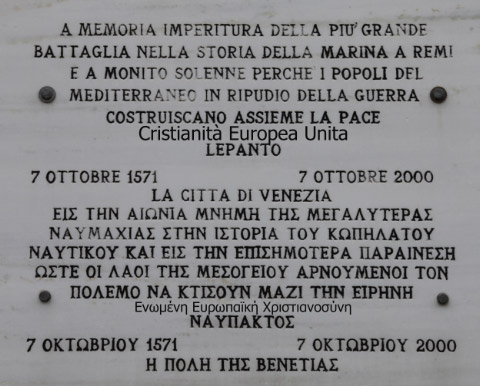 A MEMORIA IMPERITURA DELLA PIU' GRANDE
BATTAGLIA NELLA STORIA DELLA MARINA A REMI
E A MONITO SOLENNE PERCHE I POPOLI DEL
MEDITERRANEO IN RIPUDIO DELLA GUERRA
COSTRUISCANO ASSIEME LA PACE
Cristianità Europea Unita
LEPANTO
7 OTTOBRE 1571 7 OTTOBRE 2000
LA CITTA DI VENEZIA
ΕΙΣ ΤΗΝ ΑΙΩΝΙΑ ΜΝΗΜΗ ΤΗΣ ΜΕΓΑΛΥΤΕΡΑΣ
ΝΑΥΜΑΧΙΑΣ ΣΤΗΝ ΙΣΤΟΡΙΑ ΤΟΥ ΚΩΠΗΛΑΤΟΥ
ΝΑΥΤΙΚΟΥ ΚΑΙ ΕΙΣ ΤΗΝ ΕΠΙΣΗΜΟΤΕΡΑ ΠΑΡΑΙΝΕΣΗ
ΩΣΤΕ ΟΙ ΛΑΟΙ ΤΗΣ ΜΕΣΟΓΕΙΟΥ ΑΡΝΟΥΜΕΝΟΙ ΤΟΝ
ΠΟΛΕΜΟ ΝΑ ΚΤΙΣΟΥΝ ΜΑΖΙ ΤΗΝ ΕΙΡΗΝΗ
Ενωμένη Ευρωπαϊκή Χριστιανοσύνη
ΝΑΥΠΑΚΤΟΣ
7 ΟΚΤΩΒΡΙΟΥ 1571 7 ΟΚΤΩΒΡΙΟΥ 2000
Η ΠΟΛΗ ΤΗΣ ΒΕΝΕΤΙΑΣ